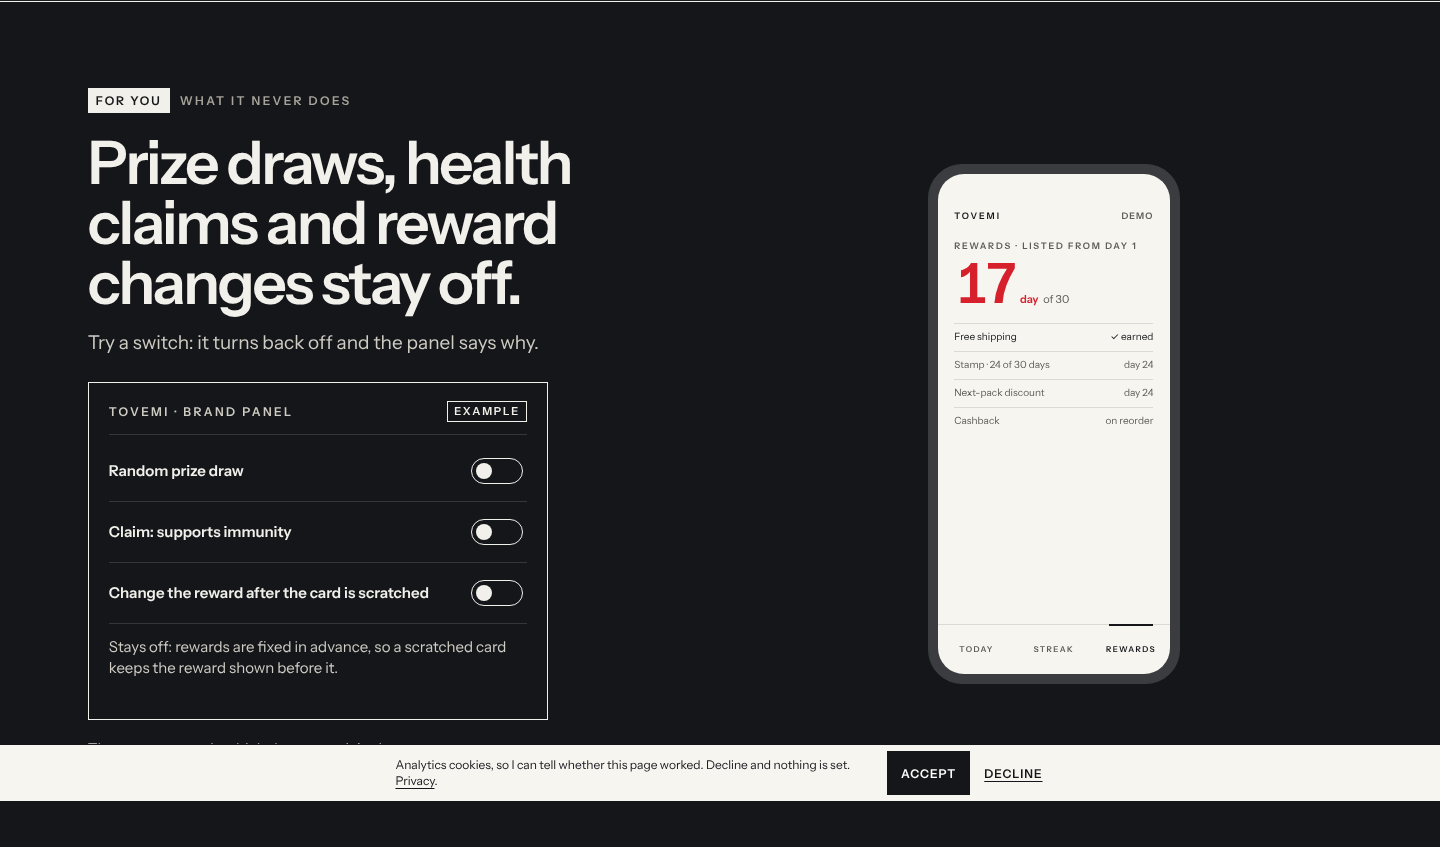 FOR YOU WHAT IT NEVER DOES
Prize draws, health
claims and reward
changes stay off.
Try a switch: it turns back off and the panel says why.
TOVEMI · BRAND PANEL EXAMPLE
Random prize draw
Claim: supports immunity
Change the reward after the card is scratched
Stays off: rewards are fixed in advance, so a scratched card
keeps the reward shown before it.
TOVEMI DEMO
REWARDS · LISTED FROM DAY 1
17 day of 30
Free shipping ✓ earned
Stamp · 24 of 30 days day 24
Next-pack discount day 24
Cashback on reorder
TODAY STREAK REWARDS
Analytics cookies, so I can tell whether this page worked. Decline and nothing is set.
Privacy.
ACCEPT DECLINE